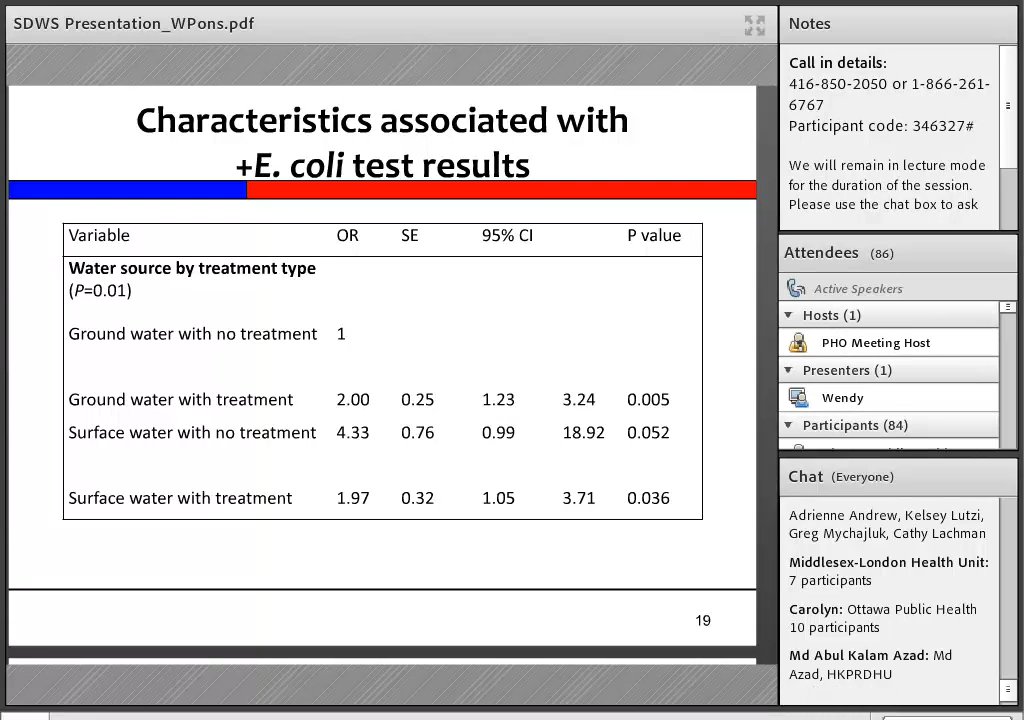 SDWS Presentation_WPons.pdf
Characteristics associated with
+E. coli test results
Variable OR SE 95% CI P value
Water source by treatment type
(P=0.01)
Ground water with no treatment 1
Ground water with treatment 2.00 0.25 1.23 3.24 0.005
Surface water with no treatment 4.33 0.76 0.99 18.92 0.052
Surface water with treatment 1.97 0.32 1.05 3.71 0.036
19
Notes
Call in details:
416-850-2050 or 1-866-261-
6767
Participant code: 346327#
We will remain in lecture mode
for the duration of the session.
Please use the chat box to ask
Attendees (86)
Active Speakers
Hosts (1)
PHO Meeting Host
Presenters (1)
Wendy
Participants (84)
Chat (Everyone)
Adrienne Andrew, Kelsey Lutzi,
Greg Mychajluk, Cathy Lachman
Middlesex-London Health Unit:
7 participants
Carolyn: Ottawa Public Health
10 participants
Md Abul Kalam Azad: Md
Azad, HKPRDHU